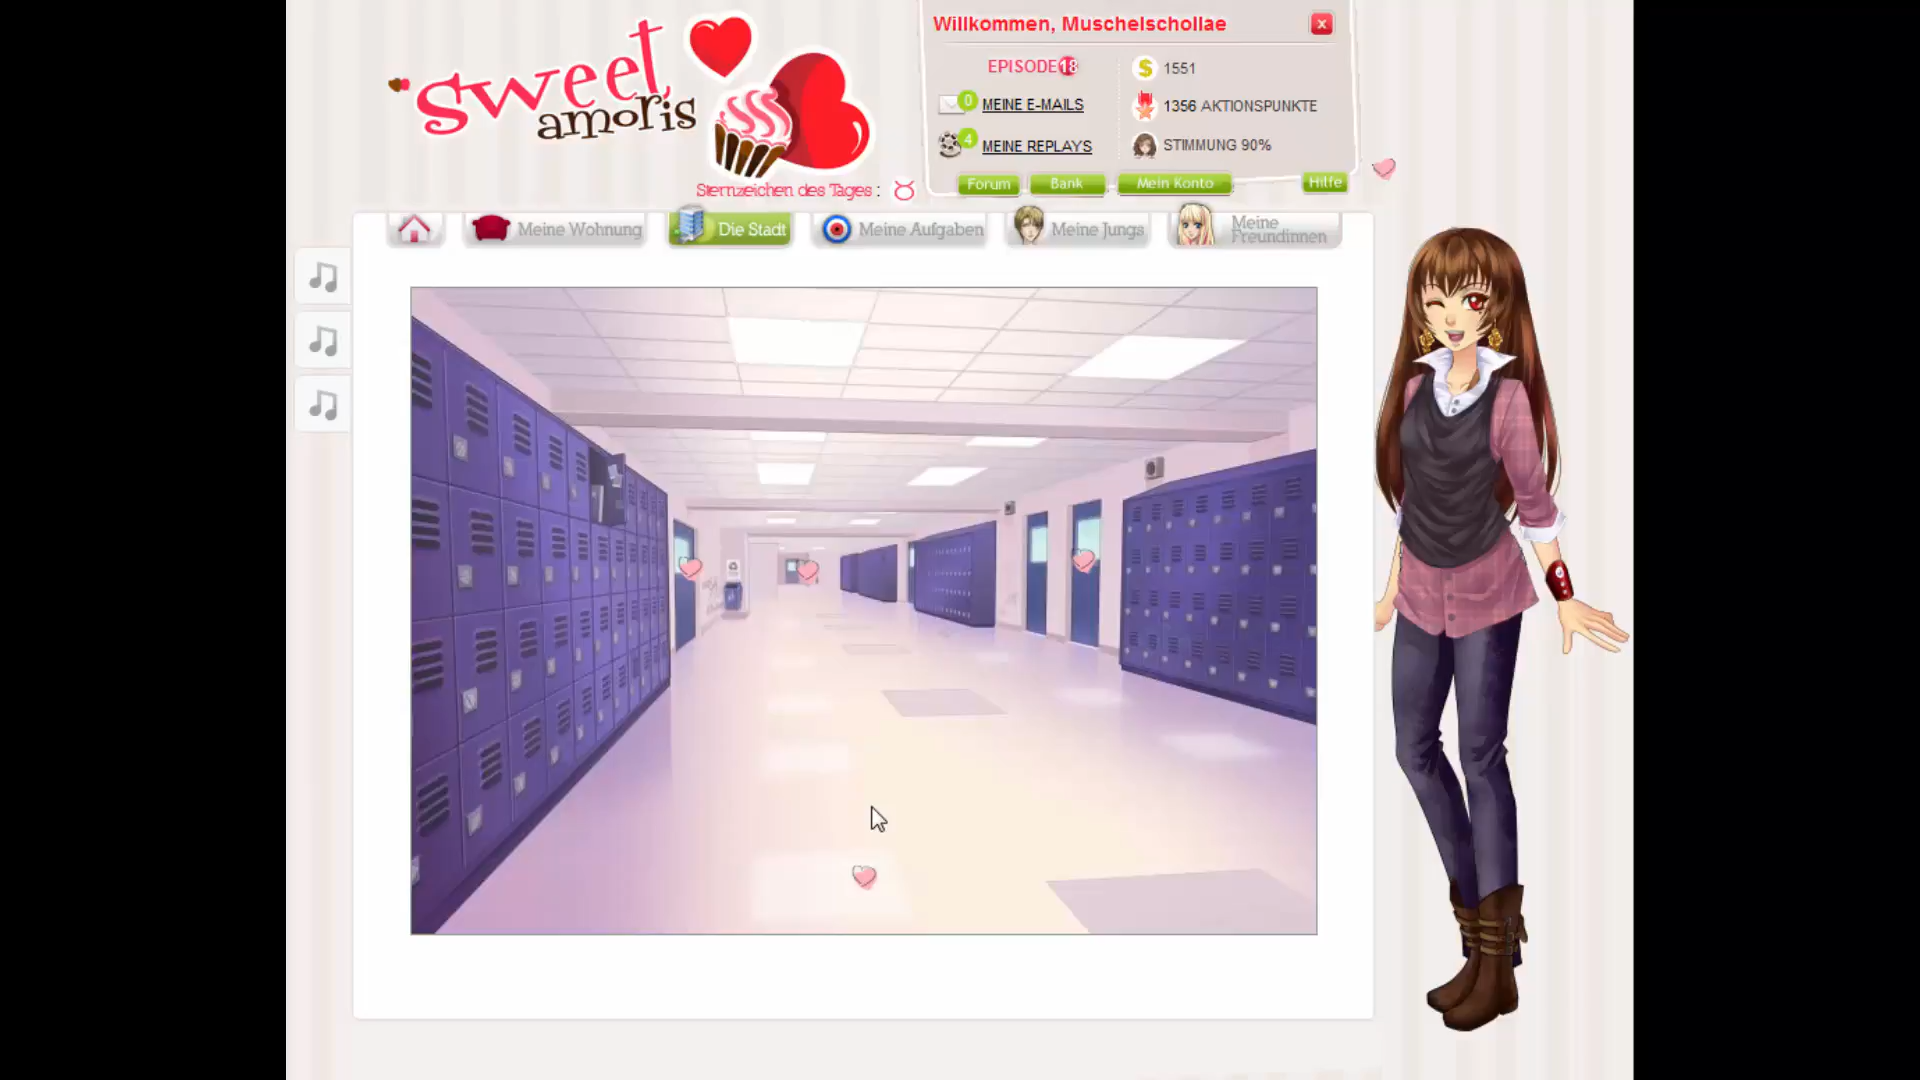 Sweet
amoris
Willkommen, Muschelschollae
x
EPISODE 18
$ 1551
0 MEINE E-MAILS
1356 AKTIONSPUNKTE
4 MEINE REPLAYS
STIMMUNG 90%
Sternzeichen des Tages :
Forum
Bank
Mein Konto
Hilfe
Meine Wohnung
Die Stadt
Meine Aufgaben
Meine Jungs
Meine
Freundinnen